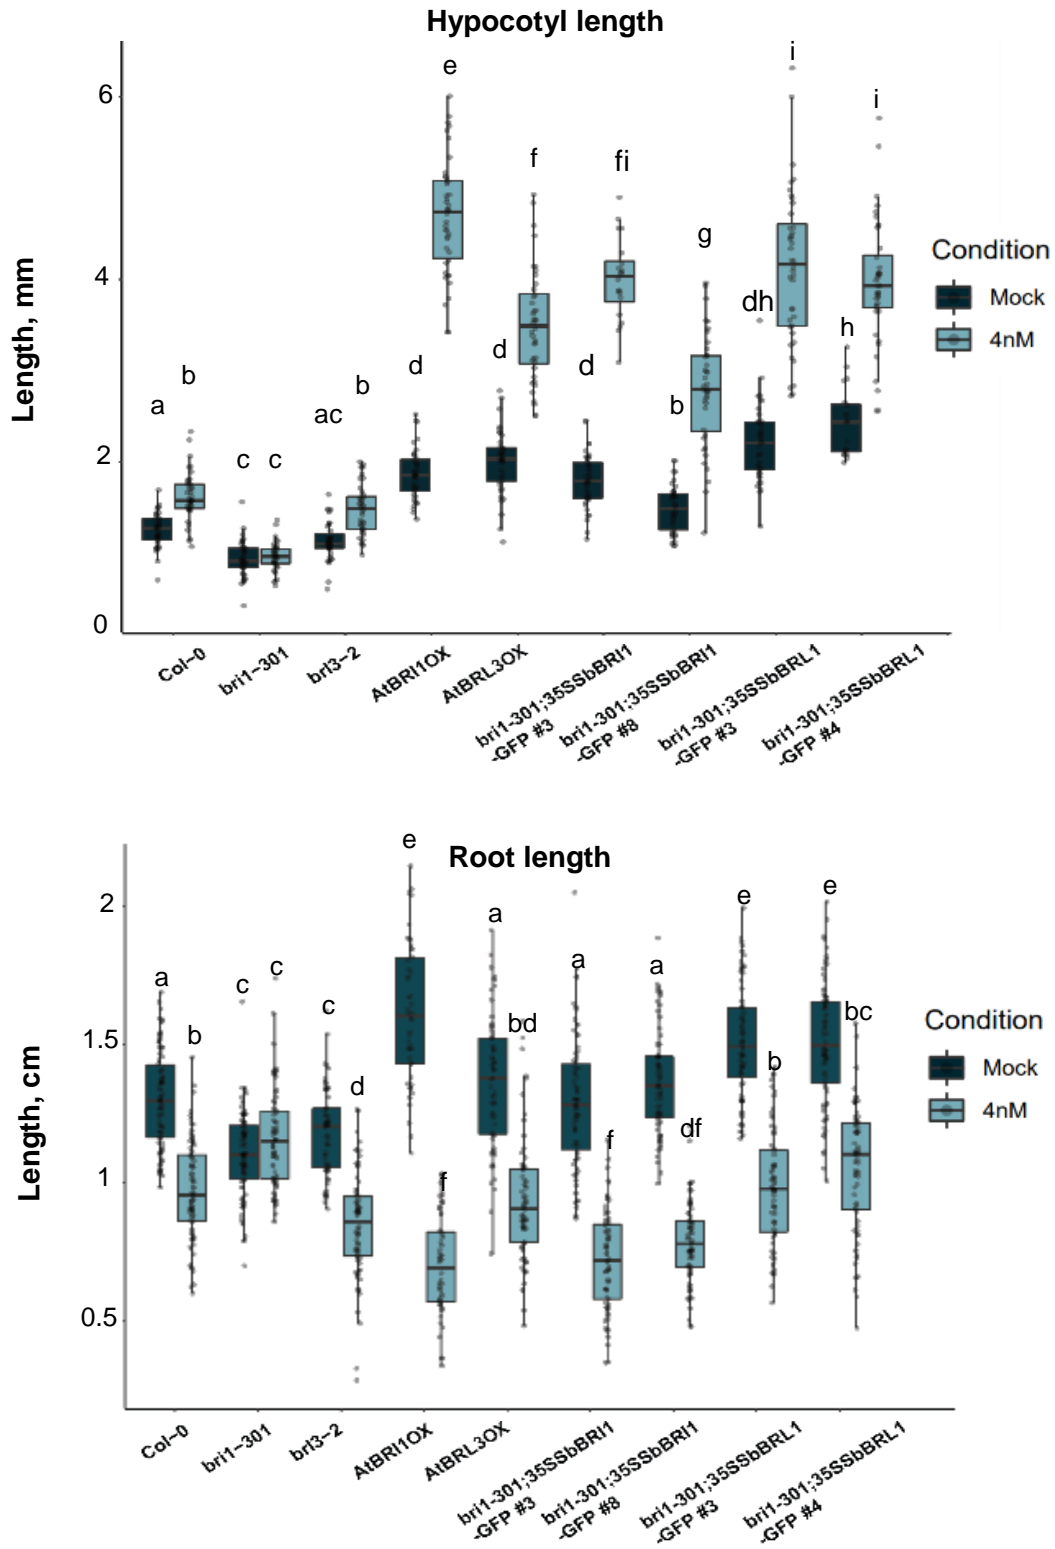 Hypocotyl length
e
i
i
6
f
fi
g
Condition
4
dh
Mock
h
4nM
Length, mm
d
d
d
b
b
b
a
ac
c
c
2
0
Col-0
bri1-301
brl3-2
AtBRI1OX
AtBRL3OX
bri1-301;35SSbBRI1
-GFP #3
bri1-301;35SSbBRI1
-GFP #8
bri1-301;35SSbBRL1
-GFP #3
bri1-301;35SSbBRL1
-GFP #4
Root length
e
e
e
2
a
a
a
a
c
c
c
bd
bc
Condition
1.5
b
b
Mock
d
4nM
df
f
f
Length, cm
1
0.5
Col-0
bri1-301
brl3-2
AtBRI1OX
AtBRL3OX
bri1-301;35SSbBRI1
-GFP #3
bri1-301;35SSbBRI1
-GFP #8
bri1-301;35SSbBRL1
-GFP #3
bri1-301;35SSbBRL1
-GFP #4